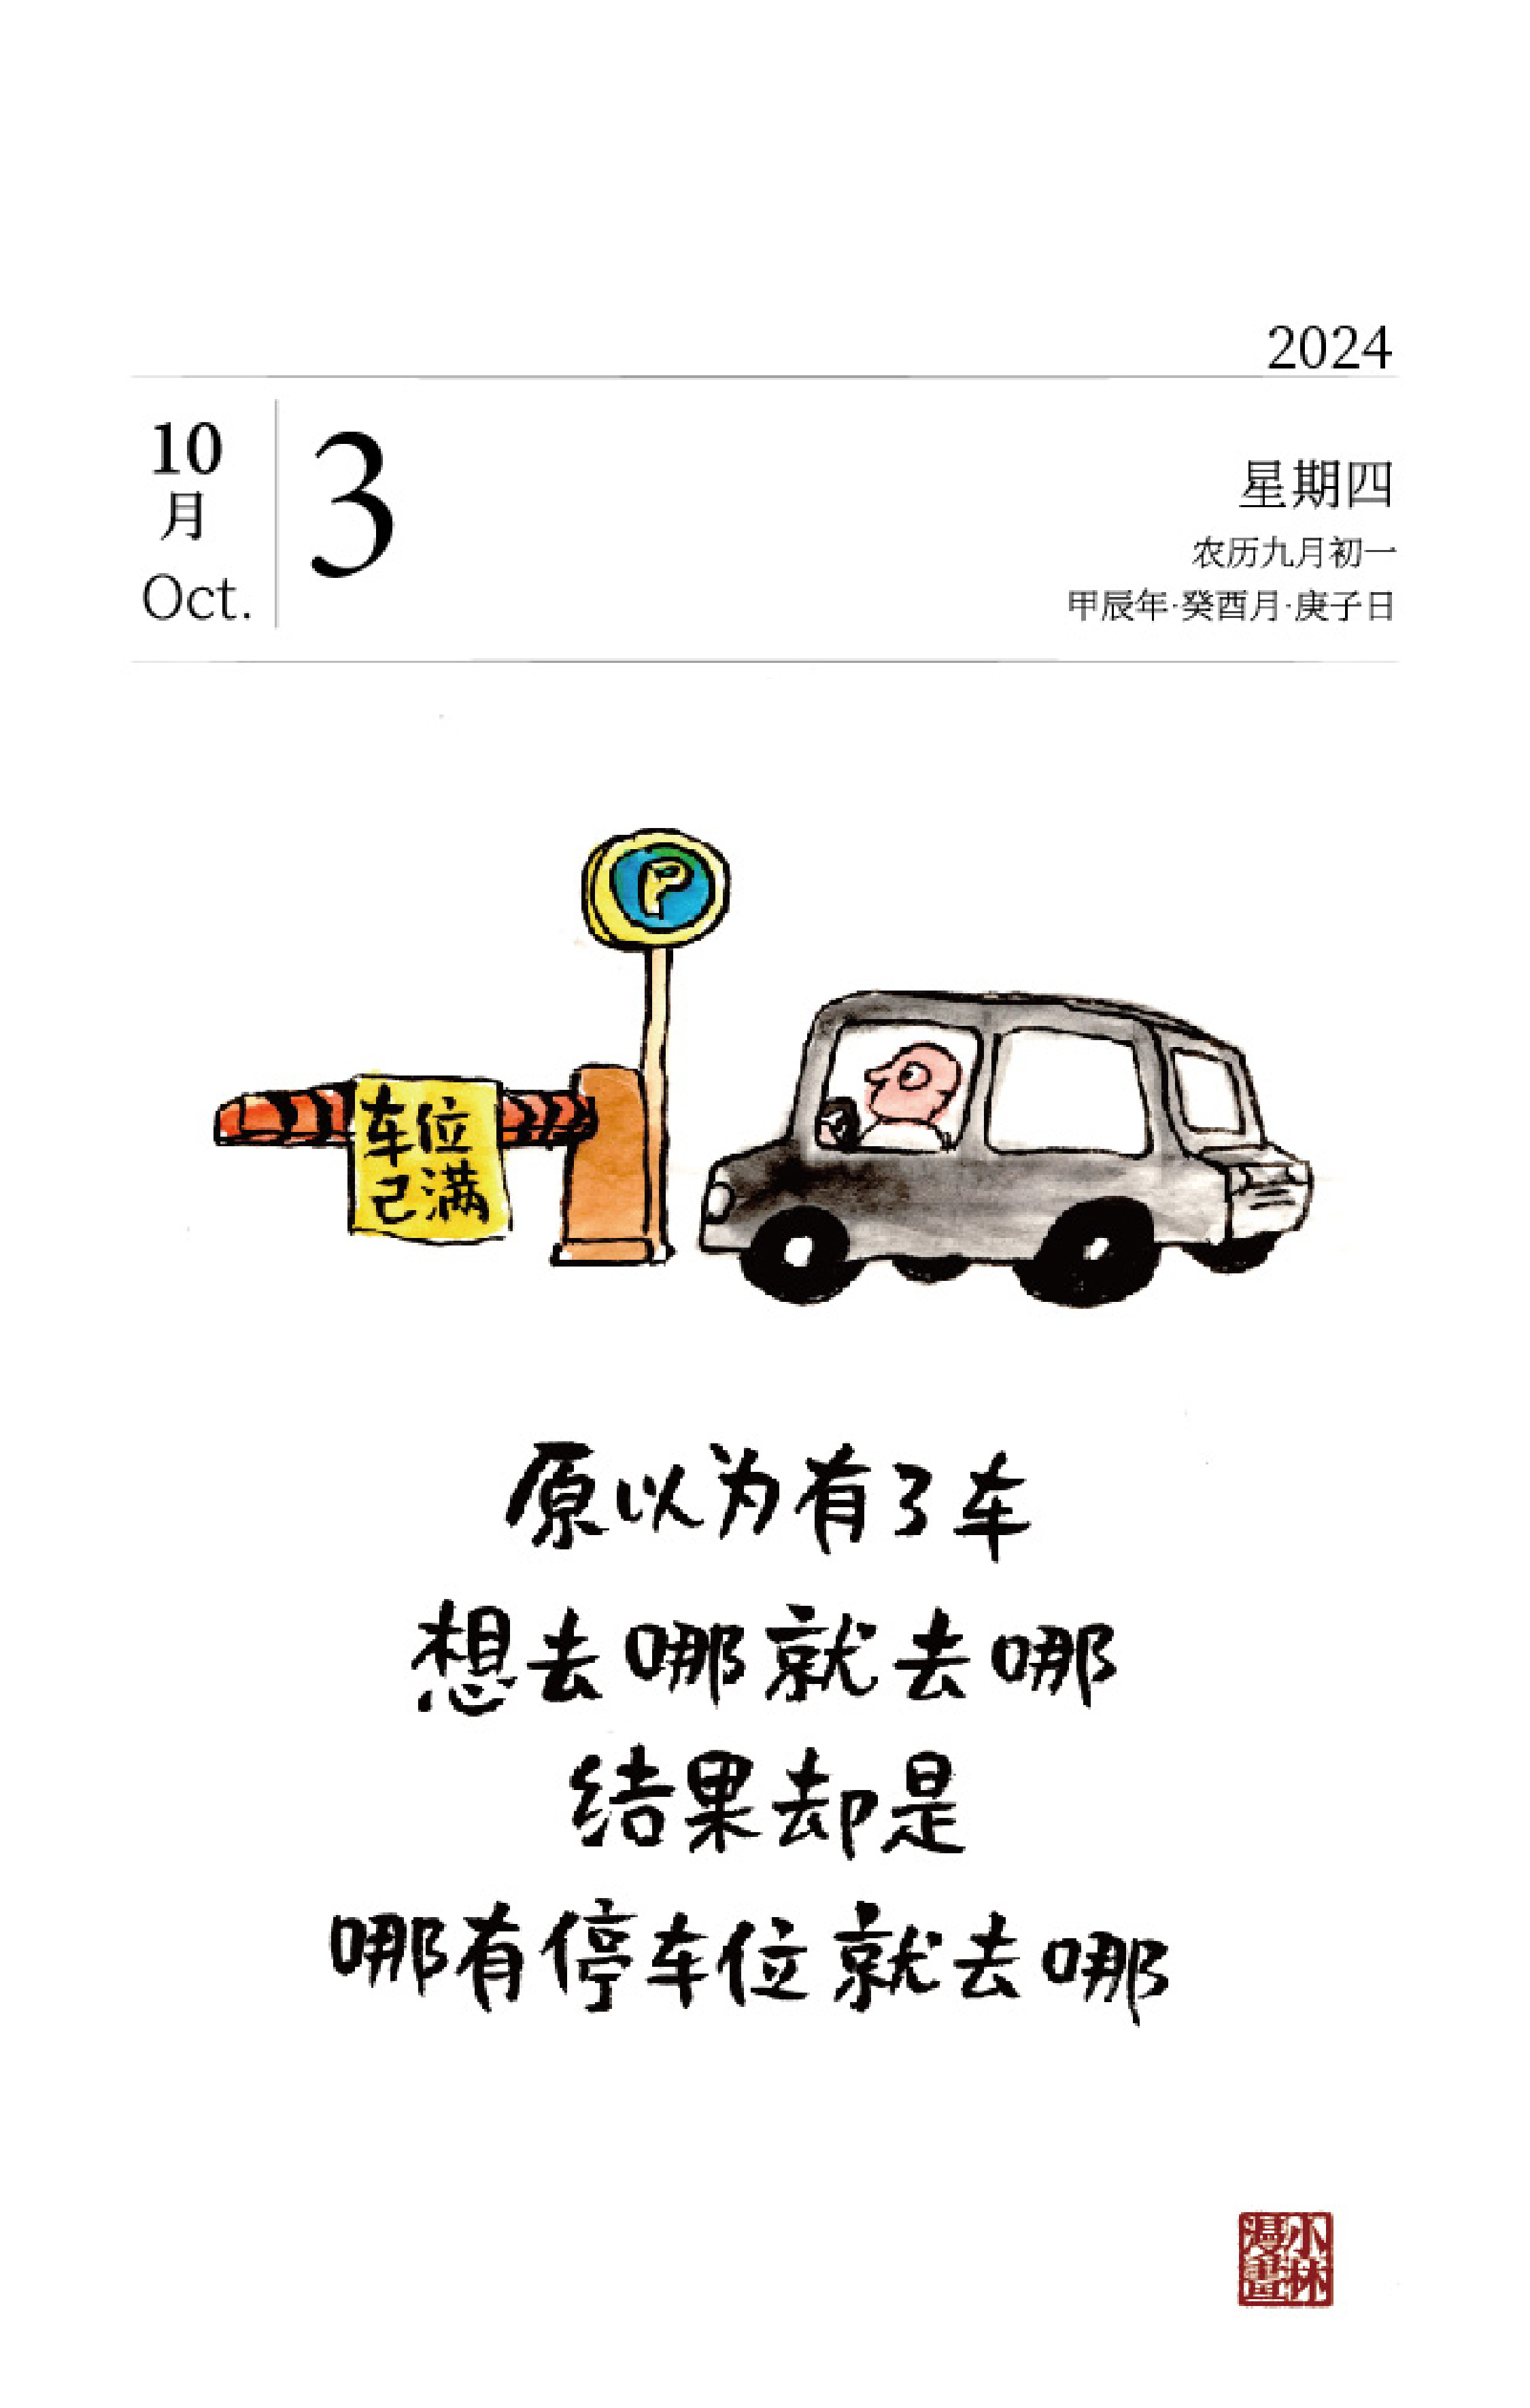 2024
10
月
Oct.
3
星期四
农历九月初一
甲辰年·癸酉月·庚子日
P
车位
已满
原以为有了车
想去哪就去哪
结果却是
哪有停车位就去哪
小林
漫畫